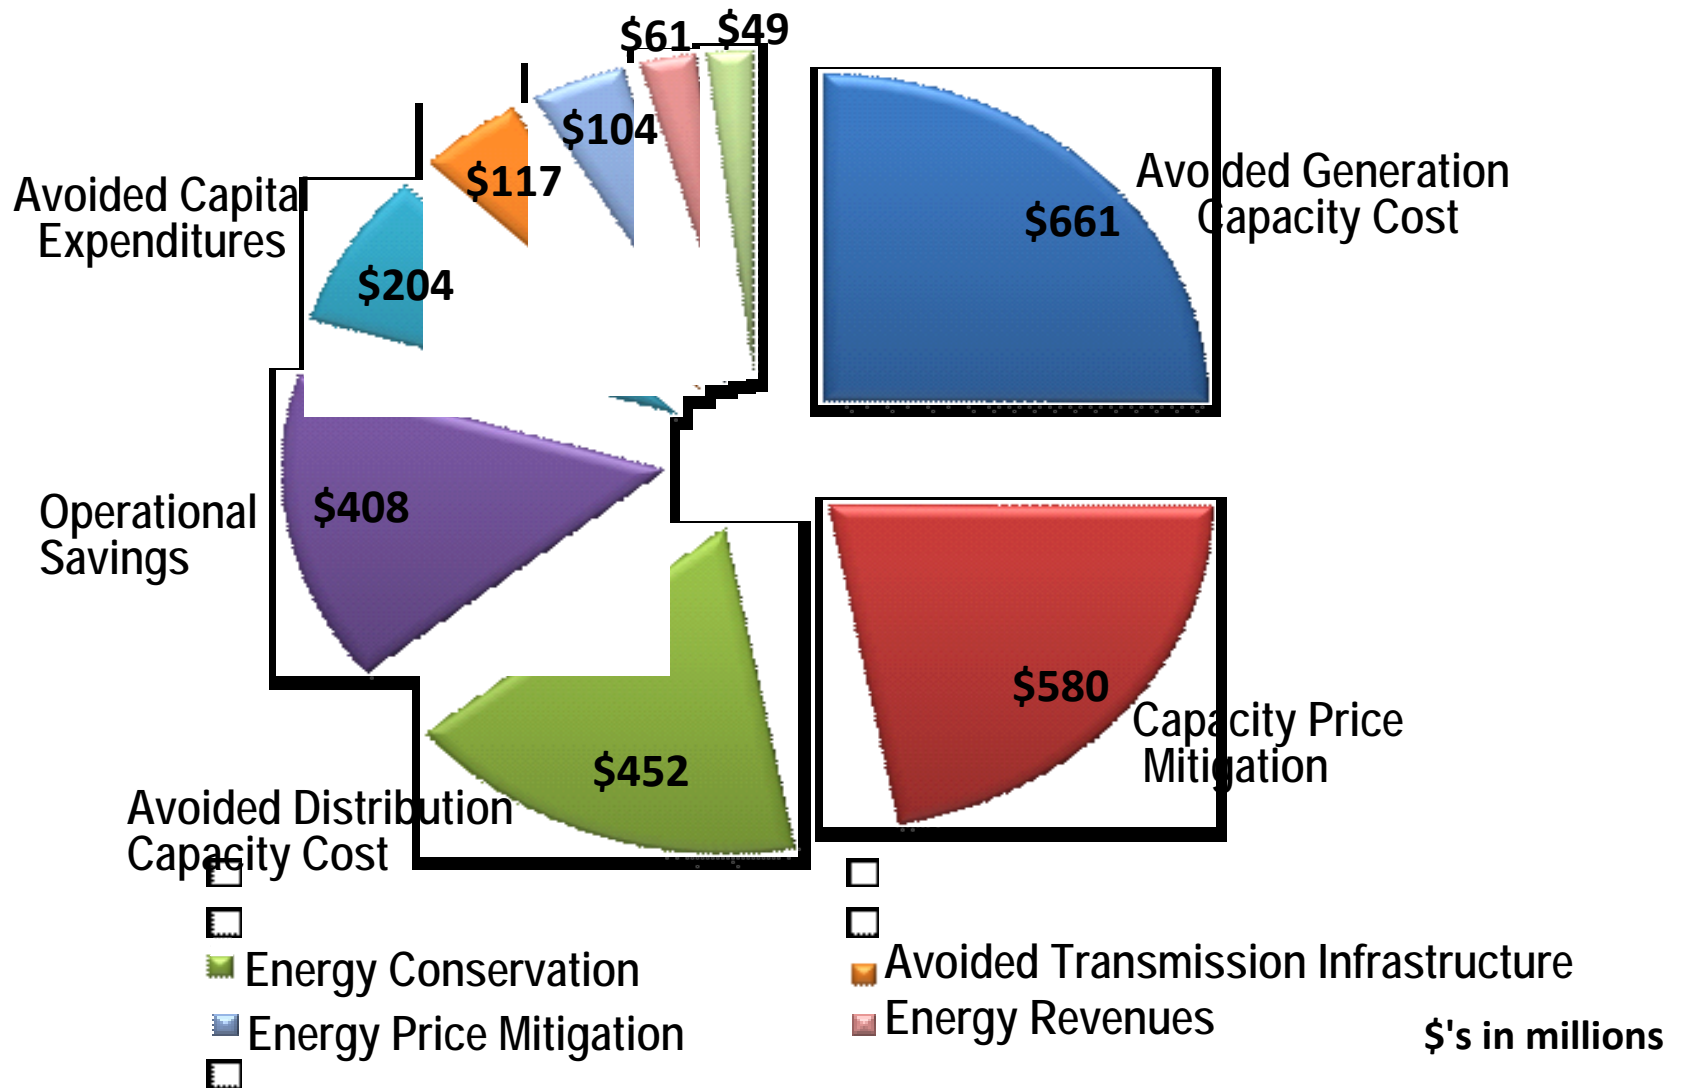 $61 $49
$104
$117
Avoided Capital
Expenditures
$204
Avoided Generation
Capacity Cost
$661
Operational
Savings
$408
$580
Capacity Price
Mitigation
$452
Avoided Distribution
Capacity Cost
Energy Conservation
Avoided Transmission Infrastructure
Energy Price Mitigation
Energy Revenues
$'s in millions